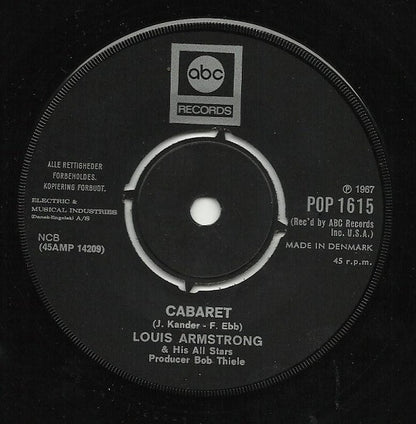 abc
RECORDS
ALLE RETTIGHEDER
FORBEHOLDES.
KOPIERING FORBUDT.
ELECTRIC &
MUSICAL INDUSTRIES
(Dansk-Engelsk) A/S
NCB
(45AMP 14209)
℗ 1967
POP 1615
(Rec'd by ABC Records
Inc. U.S.A.)
MADE IN DENMARK
45 r.p.m.
CABARET
(J. Kander - F. Ebb)
LOUIS ARMSTRONG
& His All Stars
Producer Bob Thiele